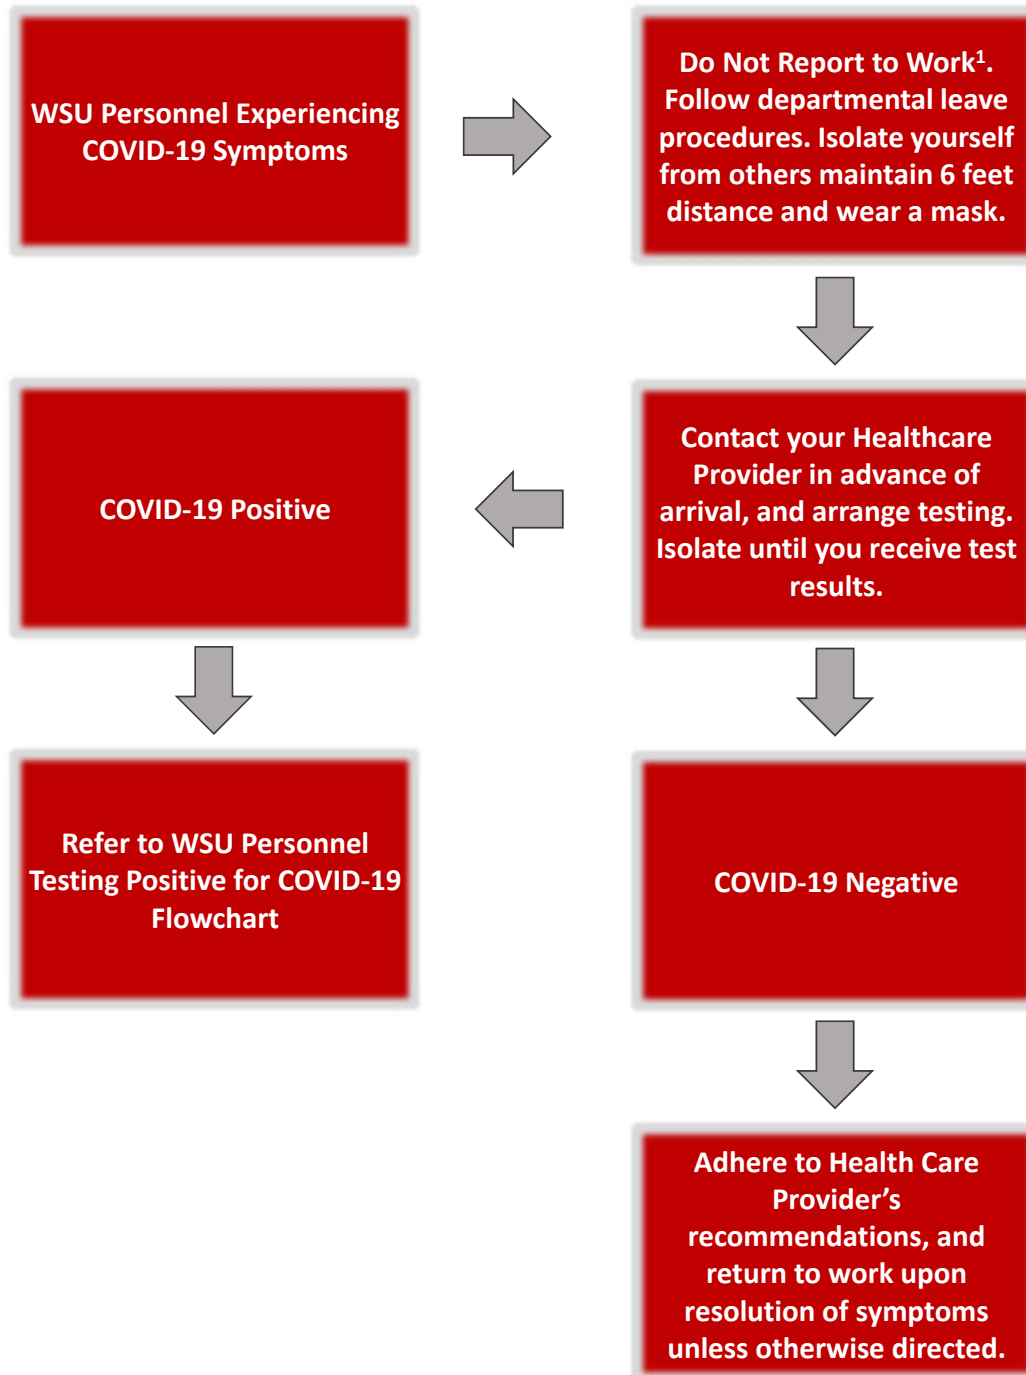 WSU Personnel Experiencing
COVID-19 Symptoms
Do Not Report to Work¹.
Follow departmental leave
procedures. Isolate yourself
from others maintain 6 feet
distance and wear a mask.
Contact your Healthcare
Provider in advance of
arrival, and arrange testing.
Isolate until you receive test
results.
COVID-19 Positive
Refer to WSU Personnel
Testing Positive for COVID-19
Flowchart
COVID-19 Negative
Adhere to Health Care
Provider’s
recommendations, and
return to work upon
resolution of symptoms
unless otherwise directed.